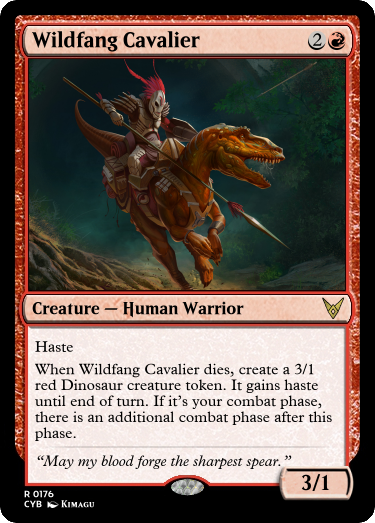 Wildfang Cavalier 2
Creature — Human Warrior
Haste
When Wildfang Cavalier dies, create a 3/1
red Dinosaur creature token. It gains haste
until end of turn. If it's your combat phase,
there is an additional combat phase after this
phase.
“May my blood forge the sharpest spear.”
3/1
R 0176
CYB Kimagu